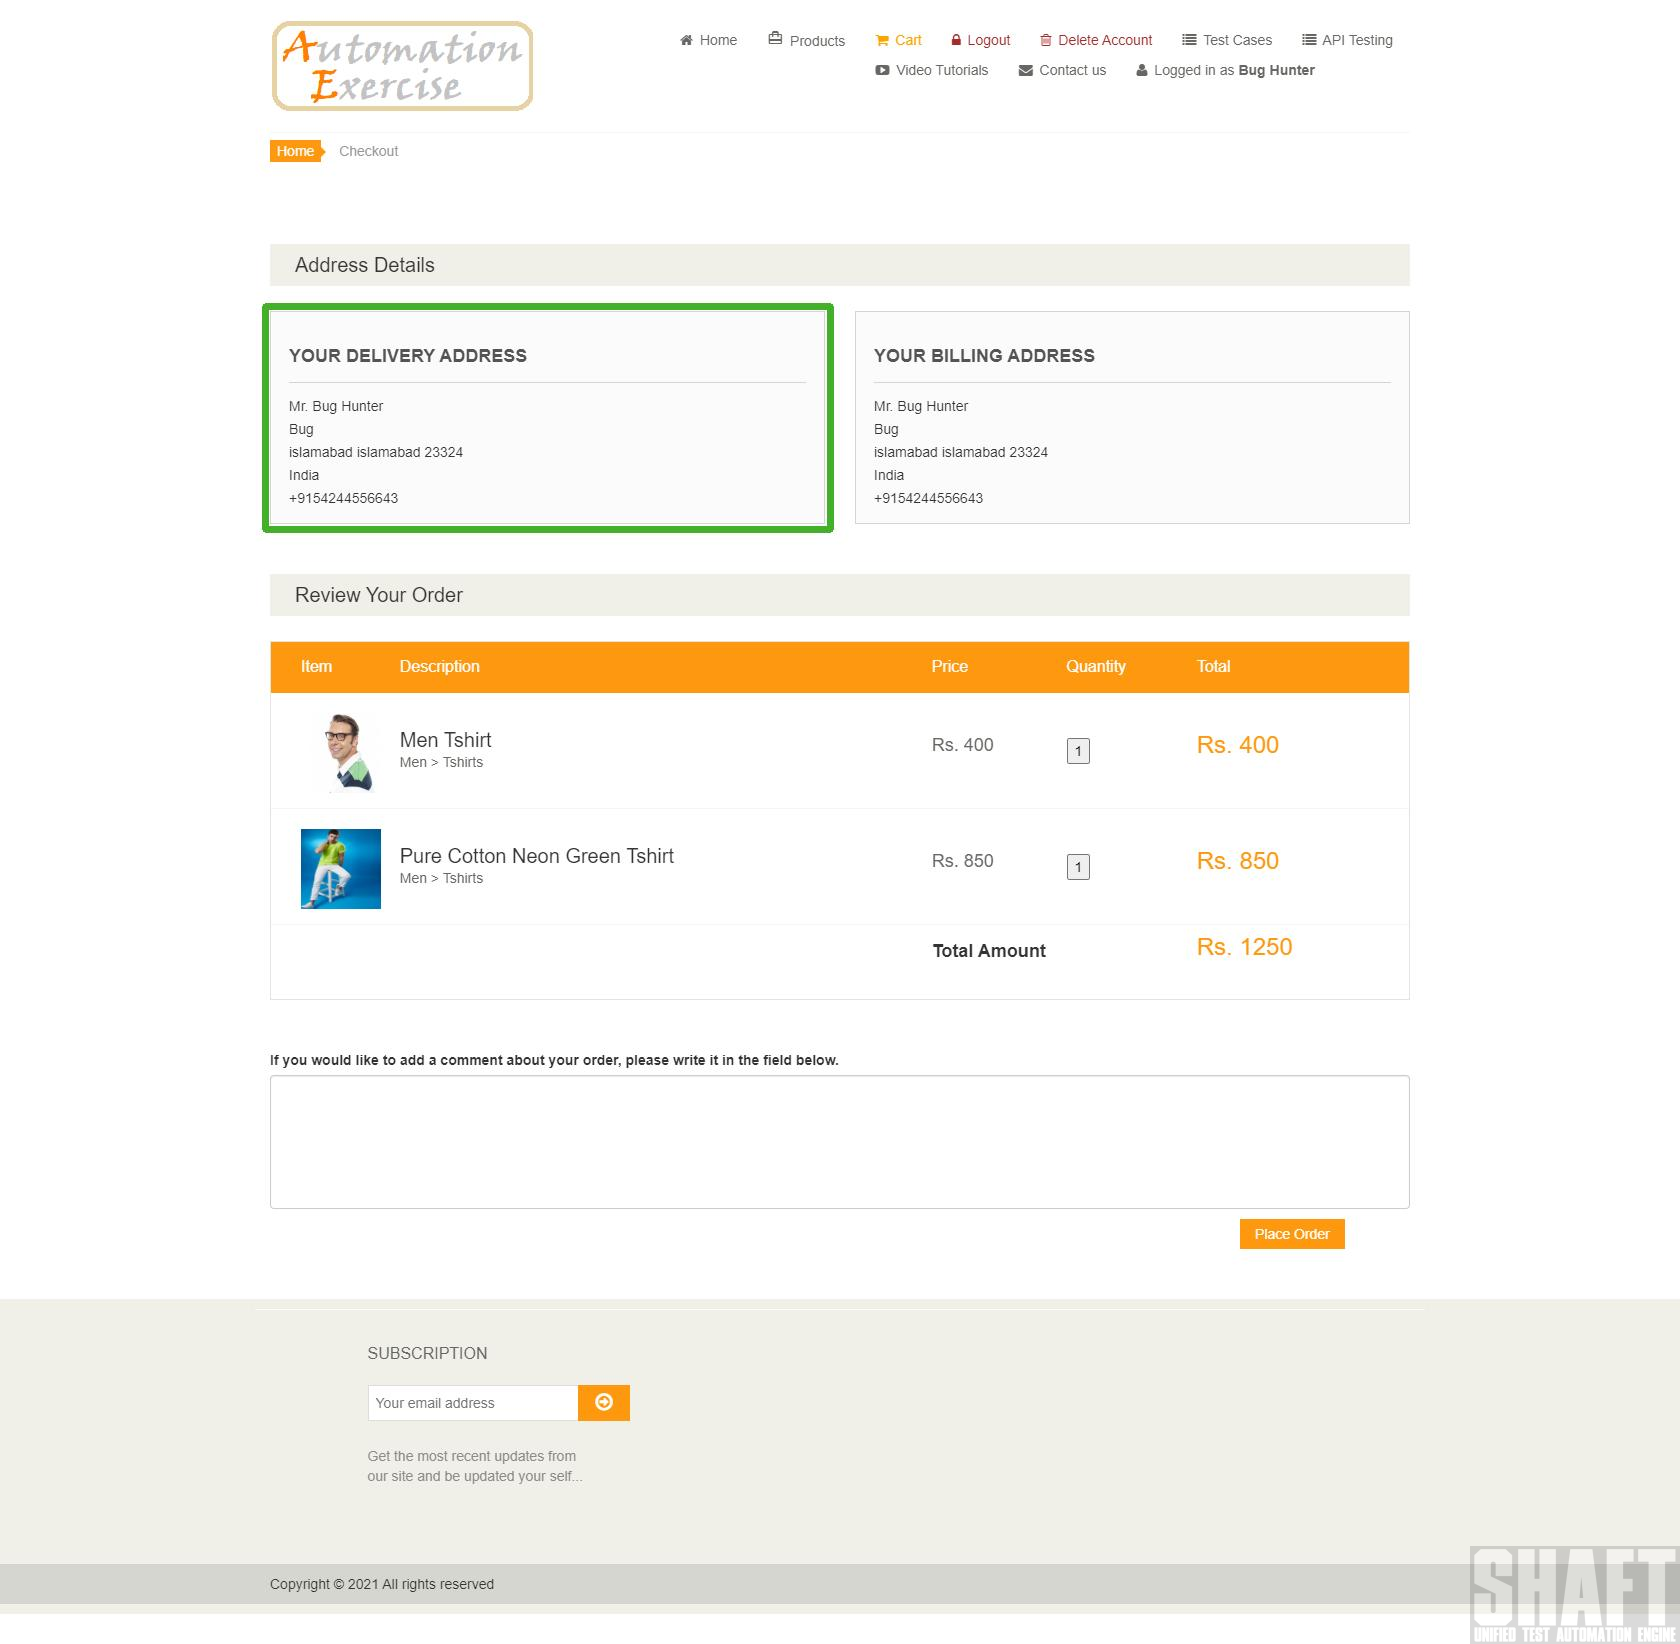 Automation
Exercise
Home
Products
Cart
Logout
Delete Account
Test Cases
API Testing
Video Tutorials
Contact us
Logged in as Bug Hunter
Home
Checkout
Address Details
YOUR DELIVERY ADDRESS
Mr. Bug Hunter
Bug
islamabad islamabad 23324
India
+9154244556643
YOUR BILLING ADDRESS
Mr. Bug Hunter
Bug
islamabad islamabad 23324
India
+9154244556643
Review Your Order
Item Description Price Quantity Total
Men Tshirt
Men > Tshirts
Rs. 400
1
Rs. 400
Pure Cotton Neon Green Tshirt
Men > Tshirts
Rs. 850
1
Rs. 850
Total Amount
Rs. 1250
If you would like to add a comment about your order, please write it in the field below.
Place Order
SUBSCRIPTION
Your email address
Get the most recent updates from
our site and be updated your self...
Copyright © 2021 All rights reserved
SHAFT
UNIFIED TEST AUTOMATION ENGINE